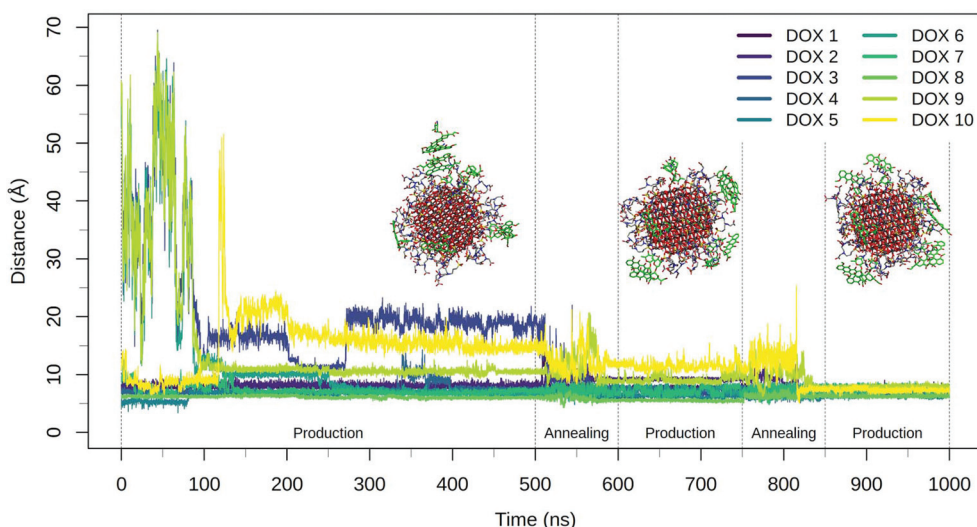 70
60
50
40
30
20
10
0
Distance (Å)
DOX 1
DOX 2
DOX 3
DOX 4
DOX 5
DOX 6
DOX 7
DOX 8
DOX 9
DOX 10
Production Annealing Production Annealing Production
0 100 200 300 400 500 600 700 800 900 1000
Time (ns)